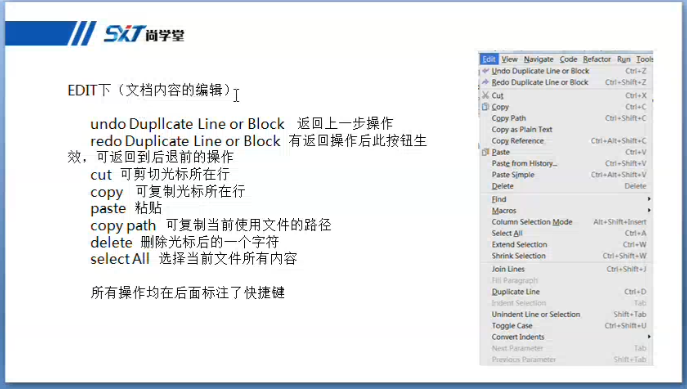 SXT 尚学堂
EDIT下（文档内容的编辑）
undo Dupllcate Line or Block 返回上一步操作
redo Duplicate Line or Block 有返回操作后此按钮生
效，可返回到后退前的操作
cut 可剪切光标所在行
copy 可复制光标所在行
paste 粘贴
copy path 可复制当前使用文件的路径
delete 删除光标后的一个字符
select All 选择当前文件所有内容
所有操作均在后面标注了快捷键
Edit View Navigate Code Refactor Run Tools
Undo Duplicate Line or Block Ctrl+Z
Redo Duplicate Line or Block Ctrl+Shift+Z
Cut Ctrl+X
Copy Ctrl+C
Copy Path Ctrl+Shift+C
Copy as Plain Text
Copy Reference Ctrl+Alt+Shift+C
Paste Ctrl+V
Paste from History... Ctrl+Shift+V
Paste Simple Ctrl+Alt+Shift+V
Delete Delete
Find
Macros
Column Selection Mode Alt+Shift+Insert
Select All Ctrl+A
Extend Selection Ctrl+W
Shrink Selection Ctrl+Shift+W
Join Lines Ctrl+Shift+J
Fill Paragraph
Duplicate Line Ctrl+D
Indent Selection Tab
Unindent Line or Selection Shift+Tab
Toggle Case Ctrl+Shift+U
Convert Indents
Next Parameter Tab
Previous Parameter Shift+Tab